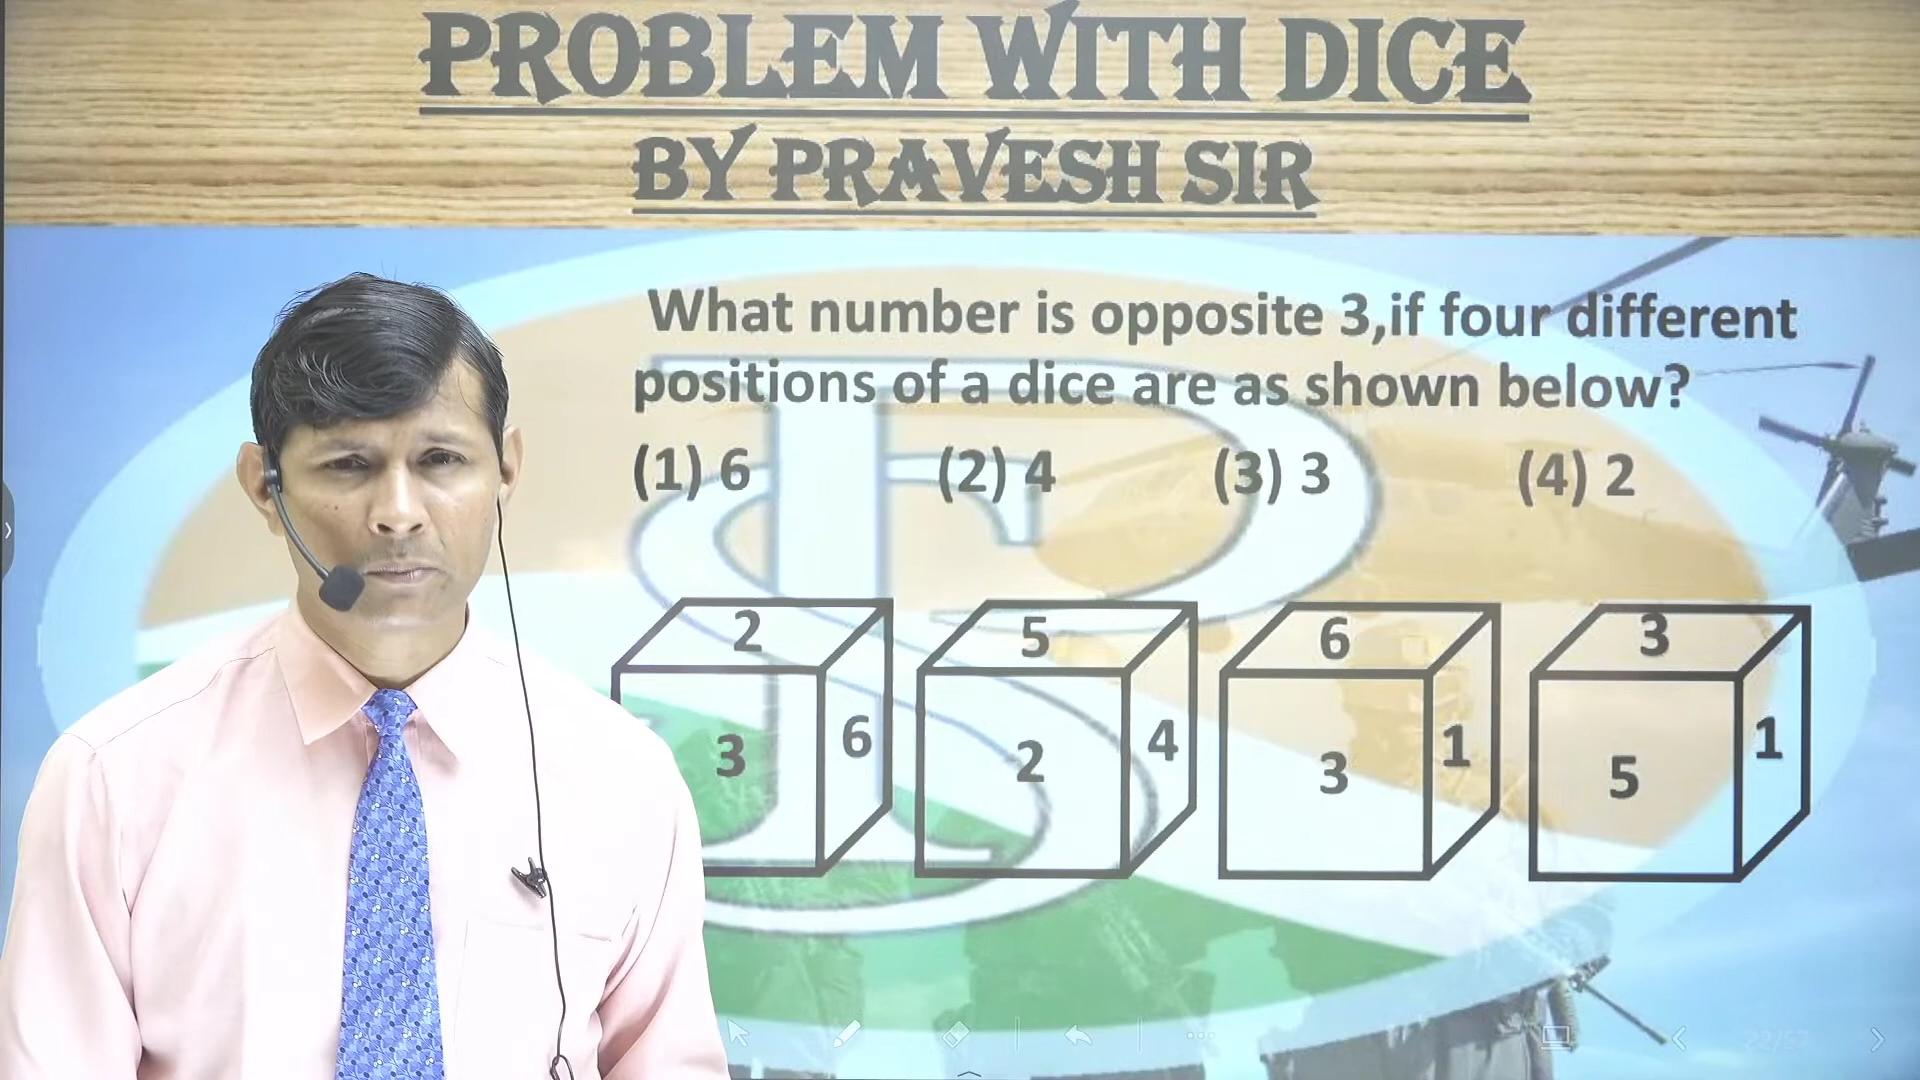 PROBLEM WITH DICE
BY PRAVESH SIR
What number is opposite 3,if four different
positions of a dice are as shown below?
(1) 6 (2) 4 (3) 3 (4) 2
2 5 6 3
3 6 2 4 3 1 5 1
22/57